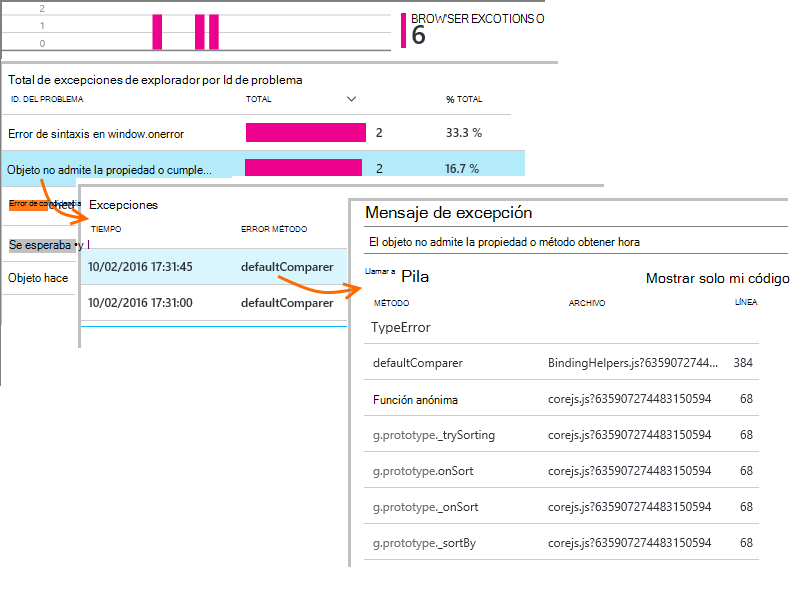 2
1
0
BROWSER EXCOTIONS O
6
Total de excepciones de explorador por Id de problema
ID. DEL PROBLEMA TOTAL % TOTAL
Error de sintaxis en window.onerror 2 33.3 %
Objeto no admite la propiedad o cumple... 2 16.7 %
Error de
ched
Se esperaba •y l
Objeto hace
Excepciones
TIEMPO ERROR MÉTODO
10/02/2016 17:31:45 defaultComparer
10/02/2016 17:31:00 defaultComparer
Mensaje de excepción
El objeto no admite la propiedad o método obtener hora
Llamar a Pila Mostrar solo mi código
MÉTODO ARCHIVO LÍNEA
TypeError
defaultComparer BindingHelpers.js?6359072744... 384
Función anónima corejs.js?635907274483150594 68
g.prototype._trySorting corejs.js?635907274483150594 68
g.prototype.onSort corejs.js?635907274483150594 68
g.prototype._onSort corejs.js?635907274483150594 68
g.prototype._sortBy corejs.js?635907274483150594 68